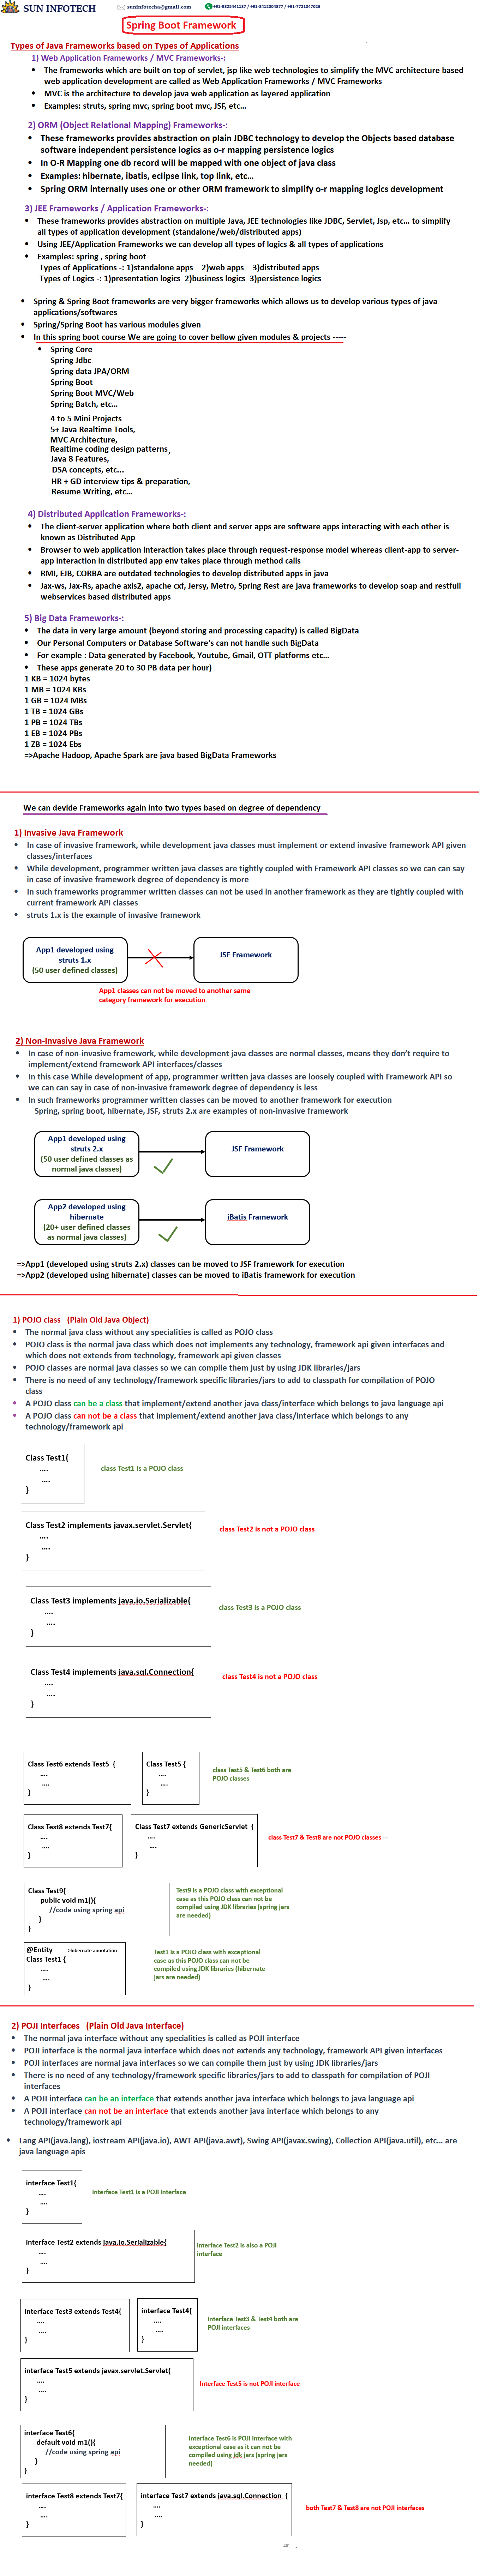 SUN INFOTECH
suninfotechs@gmail.com
+91-9325441137 / +91-8412004877 / +91-7721047026
Spring Boot Framework
Types of Java Frameworks based on Types of Applications
1) Web Application Frameworks / MVC Frameworks-:
• The frameworks which are built on top of servlet, jsp like web technologies to simplify the MVC architecture based
web application development are called as Web Application Frameworks / MVC Frameworks
• MVC is the architecture to develop java web application as layered application
• Examples: struts, spring mvc, spring boot mvc, JSF, etc...
2) ORM (Object Relational Mapping) Frameworks-:
• These frameworks provides abstraction on plain JDBC technology to develop the Objects based database
software independent persistence logics as o-r mapping persistence logics
• In O-R Mapping one db record will be mapped with one object of java class
• Examples: hibernate, ibatis, eclipse link, top link, etc...
• Spring ORM internally uses one or other ORM framework to simplify o-r mapping logics development
3) JEE Frameworks / Application Frameworks-:
• These frameworks provides abstraction on multiple Java, JEE technologies like JDBC, Servlet, Jsp, etc... to simplify
all types of application development (standalone/web/distributed apps)
• Using JEE/Application Frameworks we can develop all types of logics & all types of applications
• Examples: spring , spring boot
Types of Applications -: 1)standalone apps 2)web apps 3)distributed apps
Types of Logics -: 1)presentation logics 2)business logics 3)persistence logics
• Spring & Spring Boot frameworks are very bigger frameworks which allows us to develop various types of java
applications/softwares
• Spring/Spring Boot has various modules given
• In this spring boot course We are going to cover bellow given modules & projects -----
• Spring Core
Spring Jdbc
Spring data JPA/ORM
Spring Boot
Spring Boot MVC/Web
Spring Batch, etc...
4 to 5 Mini Projects
5+ Java Realtime Tools,
MVC Architecture,
Realtime coding design patterns,
Java 8 Features,
DSA concepts, etc...
HR + GD interview tips & preparation,
Resume Writing, etc...
4) Distributed Application Frameworks-:
• The client-server application where both client and server apps are software apps interacting with each other is
known as Distributed App
• Browser to web application interaction takes place through request-response model whereas client-app to server-
app interaction in distributed app env takes place through method calls
• RMI, EJB, CORBA are outdated technologies to develop distributed apps in java
• Jax-ws, Jax-Rs, apache axis2, apache cxf, Jersy, Metro, Spring Rest are java frameworks to develop soap and restfull
webservices based distributed apps
5) Big Data Frameworks-:
• The data in very large amount (beyond storing and processing capacity) is called BigData
• Our Personal Computers or Database Software's can not handle such BigData
• For example : Data generated by Facebook, Youtube, Gmail, OTT platforms etc...
• These apps generate 20 to 30 PB data per hour)
1 KB = 1024 bytes
1 MB = 1024 KBs
1 GB = 1024 MBs
1 TB = 1024 GBs
1 PB = 1024 TBs
1 EB = 1024 PBs
1 ZB = 1024 Ebs
=>Apache Hadoop, Apache Spark are java based BigData Frameworks
We can devide Frameworks again into two types based on degree of dependency
1) Invasive Java Framework
• In case of invasive framework, while development java classes must implement or extend invasive framework API given
classes/interfaces
• While development, programmer written java classes are tightly coupled with Framework API classes so we can can say
in case of invasive framework degree of dependency is more
• In such frameworks programmer written classes can not be used in another framework as they are tightly coupled with
current framework API classes
• struts 1.x is the example of invasive framework
App1 developed using
struts 1.x
(50 user defined classes)
JSF Framework
App1 classes can not be moved to another same
category framework for execution
2) Non-Invasive Java Framework
• In case of non-invasive framework, while development java classes are normal classes, means they don't require to
implement/extend framework API interfaces/classes
• In this case While development of app, programmer written java classes are loosely coupled with Framework API so
we can can say in case of non-invasive framework degree of dependency is less
• In such frameworks programmer written classes can be moved to another framework for execution
Spring, spring boot, hibernate, JSF, struts 2.x are examples of non-invasive framework
App1 developed using
struts 2.x
(50 user defined classes as
normal java classes)
JSF Framework
App2 developed using
hibernate
(20+ user defined classes
as normal java classes)
iBatis Framework
=>App1 (developed using struts 2.x) classes can be moved to JSF framework for execution
=>App2 (developed using hibernate) classes can be moved to iBatis framework for execution
1) POJO class (Plain Old Java Object)
• The normal java class without any specialities is called as POJO class
• POJO class is the normal java class which does not implements any technology, framework api given interfaces and
which does not extends from technology, framework api given classes
• POJO classes are normal java classes so we can compile them just by using JDK libraries/jars
• There is no need of any technology/framework specific libraries/jars to add to classpath for compilation of POJO
class
• A POJO class can be a class that implement/extend another java class/interface which belongs to java language api
• A POJO class can not be a class that implement/extend another java class/interface which belongs to any
technology/framework api
Class Test1{
....
....
}
class Test1 is a POJO class
Class Test2 implements javax.servlet.Servlet{
....
....
}
class Test2 is not a POJO class
Class Test3 implements java.io.Serializable{
....
....
}
class Test3 is a POJO class
Class Test4 implements java.sql.Connection{
....
....
}
class Test4 is not a POJO class
Class Test6 extends Test5 {
....
....
}
Class Test5 {
....
....
}
class Test5 & Test6 both are
POJO classes
Class Test8 extends Test7{
....
....
}
Class Test7 extends GenericServlet {
....
....
}
class Test7 & Test8 are not POJO classes
Class Test9{
public void m1(){
//code using spring api
}
}
Test9 is a POJO class with exceptional
case as this POJO class can not be
compiled using JDK libraries (spring jars
are needed)
@Entity ---->hibernate annotation
Class Test1 {
....
....
}
Test1 is a POJO class with exceptional
case as this POJO class can not be
compiled using JDK libraries (hibernate
jars are needed)
2) POJI Interfaces (Plain Old Java Interface)
• The normal java interface without any specialities is called as POJI interface
• POJI interface is the normal java interface which does not extends any technology, framework API given interfaces
• POJI interfaces are normal java interfaces so we can compile them just by using JDK libraries/jars
• There is no need of any technology/framework specific libraries/jars to add to classpath for compilation of POJI
interfaces
• A POJI interface can be an interface that extends another java interface which belongs to java language api
• A POJI interface can not be an interface that extends another java interface which belongs to any
technology/framework api
• Lang API(java.lang), iostream API(java.io), AWT API(java.awt), Swing API(javax.swing), Collection API(java.util), etc... are
java language apis
interface Test1{
....
....
}
interface Test1 is a POJI interface
interface Test2 extends java.io.Serializable{
....
....
}
interface Test2 is also a POJI
interface
interface Test3 extends Test4{
....
....
}
interface Test4{
....
....
}
interface Test3 & Test4 both are
POJI interfaces
interface Test5 extends javax.servlet.Servlet{
....
....
}
Interface Test5 is not POJI interface
interface Test6{
default void m1(){
//code using spring api
}
}
interface Test6 is POJI interface with
exceptional case as it can not be
compiled using jdk jars (spring jars
needed)
interface Test8 extends Test7{
....
....
}
interface Test7 extends java.sql.Connection {
....
....
}
both Test7 & Test8 are not POJI interfaces